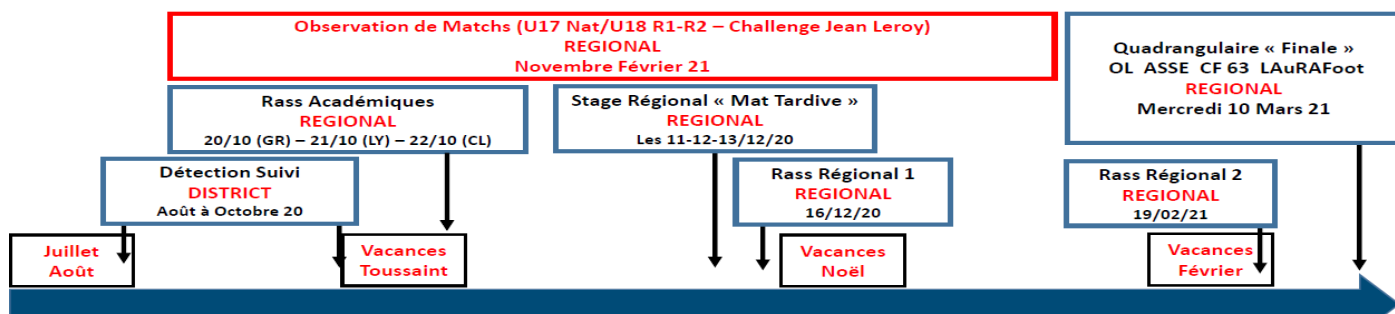 Observation de Matchs (U17 Nat/U18 R1-R2 – Challenge Jean Leroy)
REGIONAL
Novembre Février 21
Quadrangulaire « Finale »
OL ASSE CF 63 LAuRAFoot
REGIONAL
Mercredi 10 Mars 21
Rass Académiques
REGIONAL
20/10 (GR) – 21/10 (LY) – 22/10 (CL)
Stage Régional « Mat Tardive »
REGIONAL
Les 11-12-13/12/20
Détection Suivi
DISTRICT
Août à Octobre 20
Rass Régional 1
REGIONAL
16/12/20
Rass Régional 2
REGIONAL
19/02/21
Juillet
Août
Vacances
Toussaint
Vacances
Noël
Vacances
Février